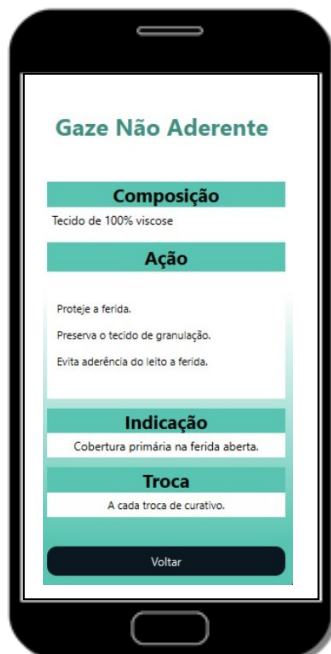 Gaze Não Aderente
Composição
Tecido de 100% viscose
Ação
Proteje a ferida.
Preserva o tecido de granulação.
Evita aderência do leito a ferida.
Indicação
Cobertura primária na ferida aberta.
Troca
A cada troca de curativo.
Voltar